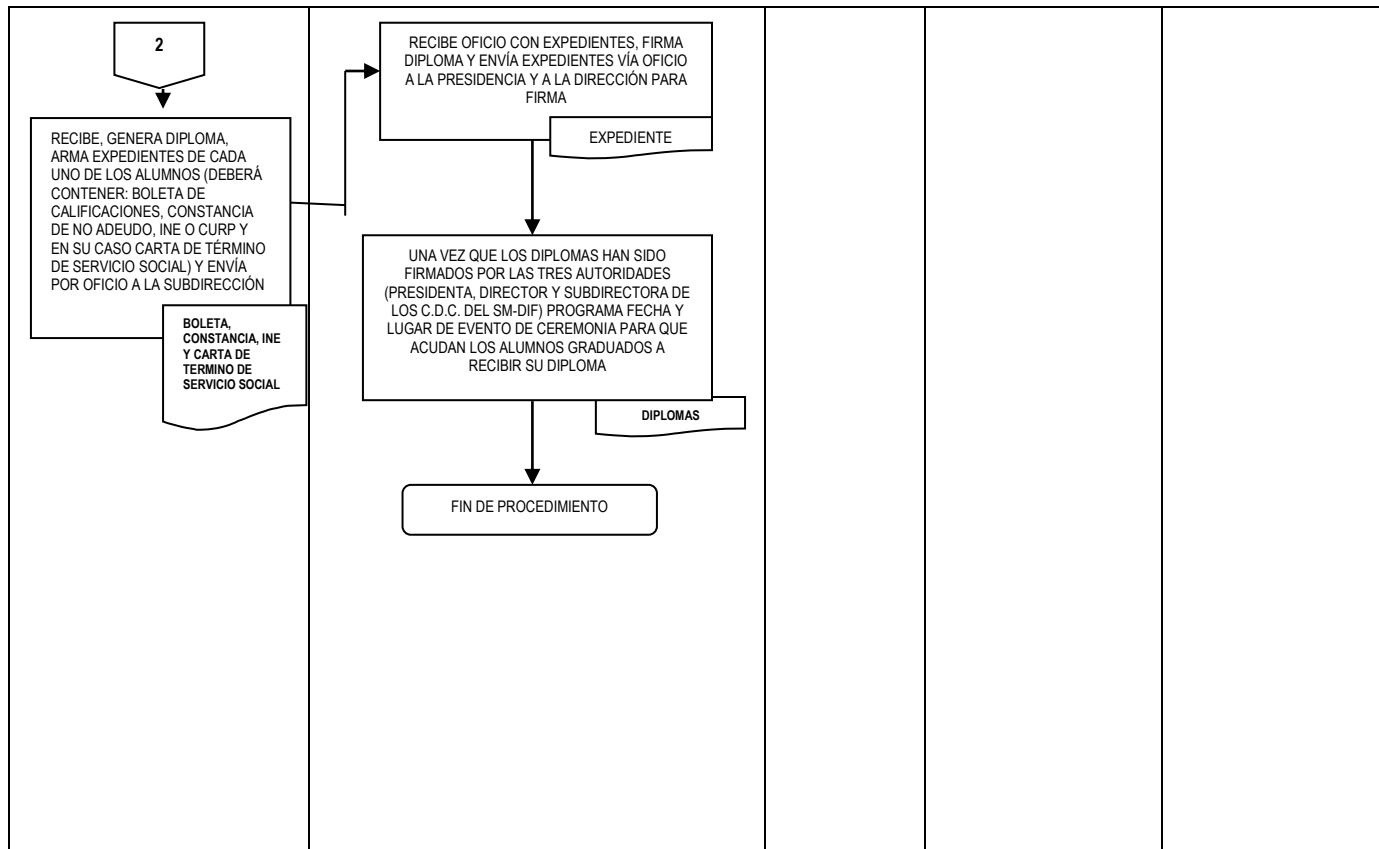 2
RECIBE, GENERA DIPLOMA,
ARMA EXPEDIENTES DE CADA
UNO DE LOS ALUMNOS (DEBERÁ
CONTENER: BOLETA DE
CALIFICACIONES, CONSTANCIA
DE NO ADEUDO, INE O CURP Y
EN SU CASO CARTA DE TÉRMINO
DE SERVICIO SOCIAL) Y ENVÍA
POR OFICIO A LA SUBDIRECCIÓN
BOLETA,
CONSTANCIA, INE
Y CARTA DE
TERMINO DE
SERVICIO SOCIAL
RECIBE OFICIO CON EXPEDIENTES, FIRMA
DIPLOMA Y ENVÍA EXPEDIENTES VÍA OFICIO
A LA PRESIDENCIA Y A LA DIRECCIÓN PARA
FIRMA
EXPEDIENTE
UNA VEZ QUE LOS DIPLOMAS HAN SIDO
FIRMADOS POR LAS TRES AUTORIDADES
(PRESIDENTA, DIRECTOR Y SUBDIRECTORA DE
LOS C.D.C. DEL SM-DIF) PROGRAMA FECHA Y
LUGAR DE EVENTO DE CEREMONIA PARA QUE
ACUDAN LOS ALUMNOS GRADUADOS A
RECIBIR SU DIPLOMA
DIPLOMAS
FIN DE PROCEDIMIENTO